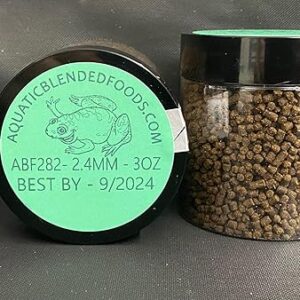 AQUATICBLENDEDFOODS.COM
ABF282- 2.4MM - 3OZ
BEST BY - 9/2024